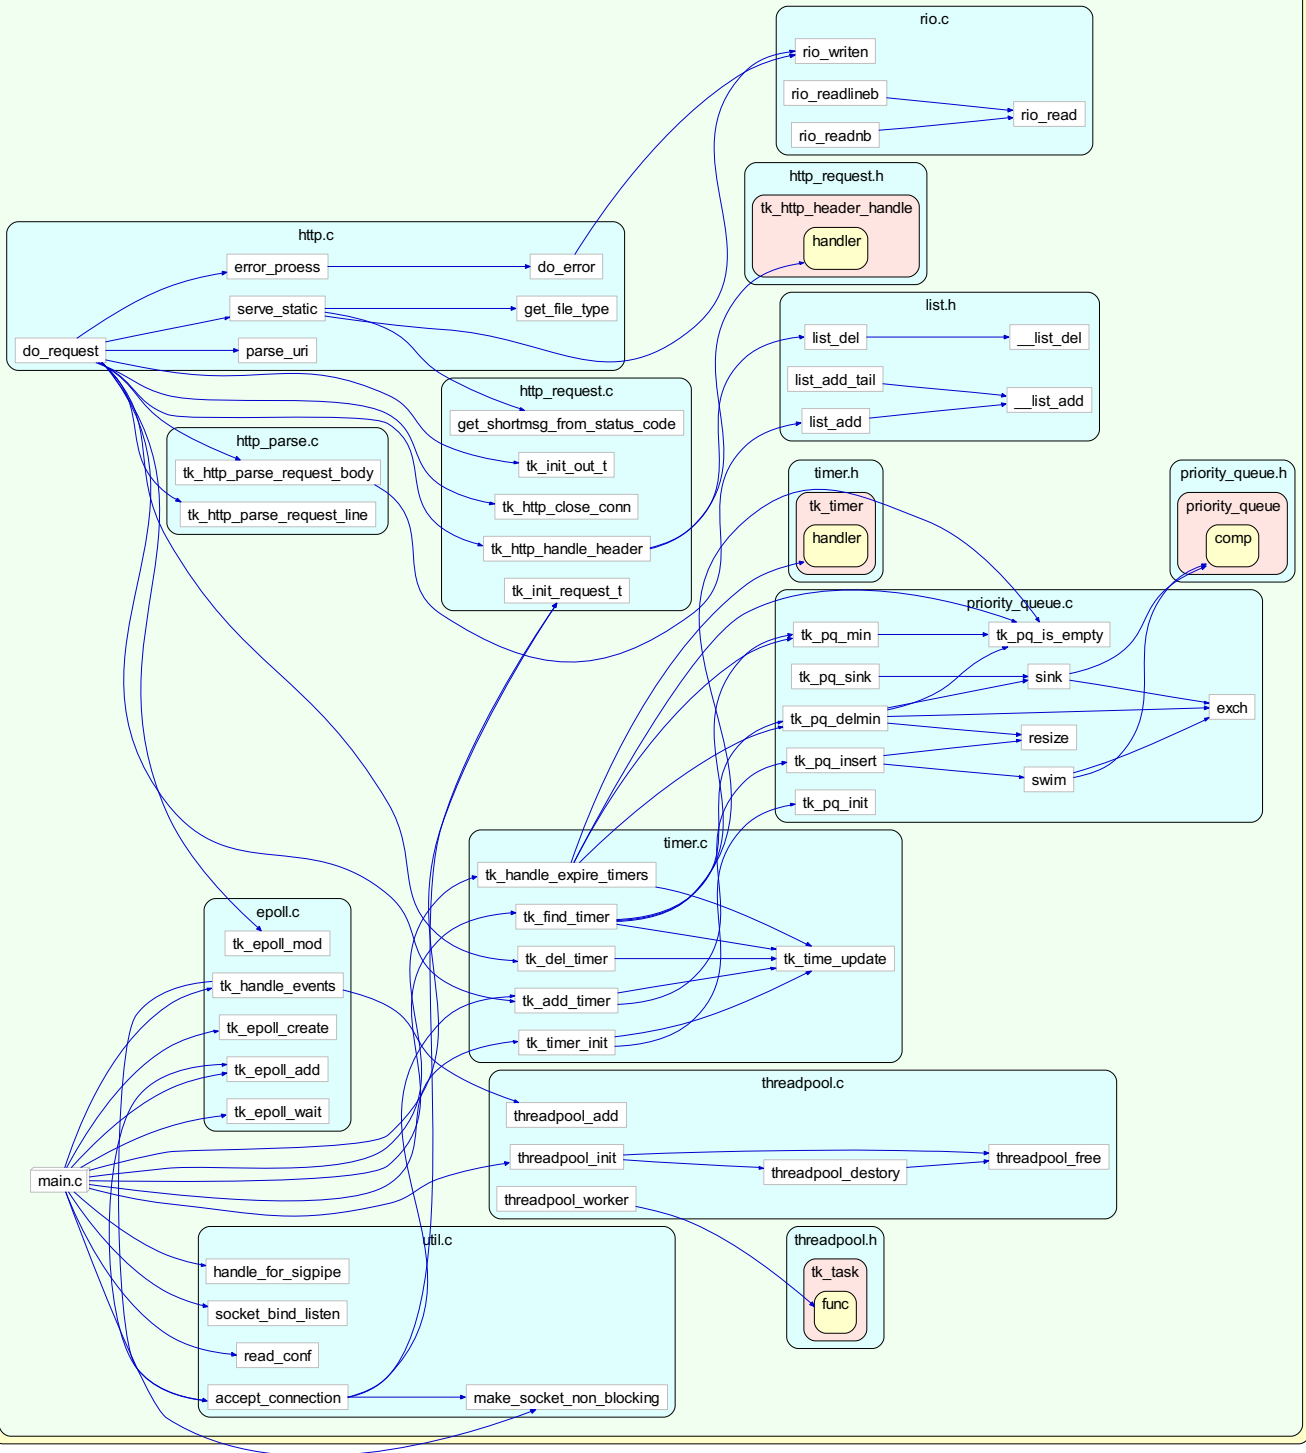 rio.c
rio_writen
rio_readlineb
rio_readnb
rio_read
http_request.h
tk_http_header_handle
handler
http.c
error_proess
do_error
serve_static
get_file_type
do_request
parse_uri
list.h
list_del
__list_del
list_add_tail
__list_add
list_add
http_request.c
get_shortmsg_from_status_code
tk_init_out_t
tk_http_close_conn
tk_http_handle_header
tk_init_request_t
http_parse.c
tk_http_parse_request_body
tk_http_parse_request_line
timer.h
tk_timer
handler
priority_queue.h
priority_queue
comp
priority_queue.c
tk_pq_min
tk_pq_is_empty
tk_pq_sink
sink
tk_pq_delmin
exch
resize
tk_pq_insert
swim
tk_pq_init
timer.c
tk_handle_expire_timers
tk_find_timer
tk_del_timer
tk_time_update
tk_add_timer
tk_timer_init
epoll.c
tk_epoll_mod
tk_handle_events
tk_epoll_create
tk_epoll_add
tk_epoll_wait
threadpool.c
threadpool_add
threadpool_init
threadpool_free
threadpool_destory
threadpool_worker
main.c
util.c
handle_for_sigpipe
socket_bind_listen
read_conf
accept_connection
make_socket_non_blocking
threadpool.h
tk_task
func